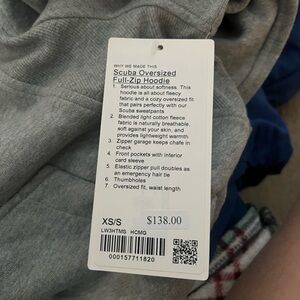 WHY WE MADE THIS
Scuba Oversized
Full-Zip Hoodie
1. Serious about softness. This
hoodie is all about fleecy
fabric and a cozy oversized fit
that pairs perfectly with our
Scuba sweatpants
2. Blended light cotton fleece
fabric is naturally breathable,
soft against your skin, and
provides lightweight warmth
3. Zipper garage keeps chafe in
check
4. Front pockets with interior
card sleeve
5. Elastic zipper pull doubles as
an emergency hair tie
6. Thumbholes
7. Oversized fit, waist length
XS/S
$138.00
LW3HTMS HCMG
000157711820